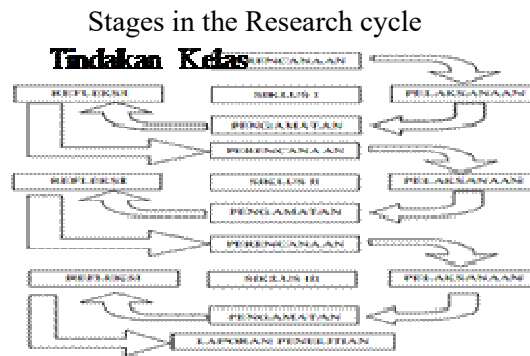 Stages in the Research cycle
Tindakan Kelas
PERENCANAAN
REFLEKSI SIKLUS I PELAKSANAAN
PENGAMATAN
PERENCANAAN
REFLEKSI SIKLUS II PELAKSANAAN
PENGAMATAN
PERENCANAAN
REFLEKSI SIKLUS III PELAKSANAAN
PENGAMATAN
LAPORAN PENELITIAN